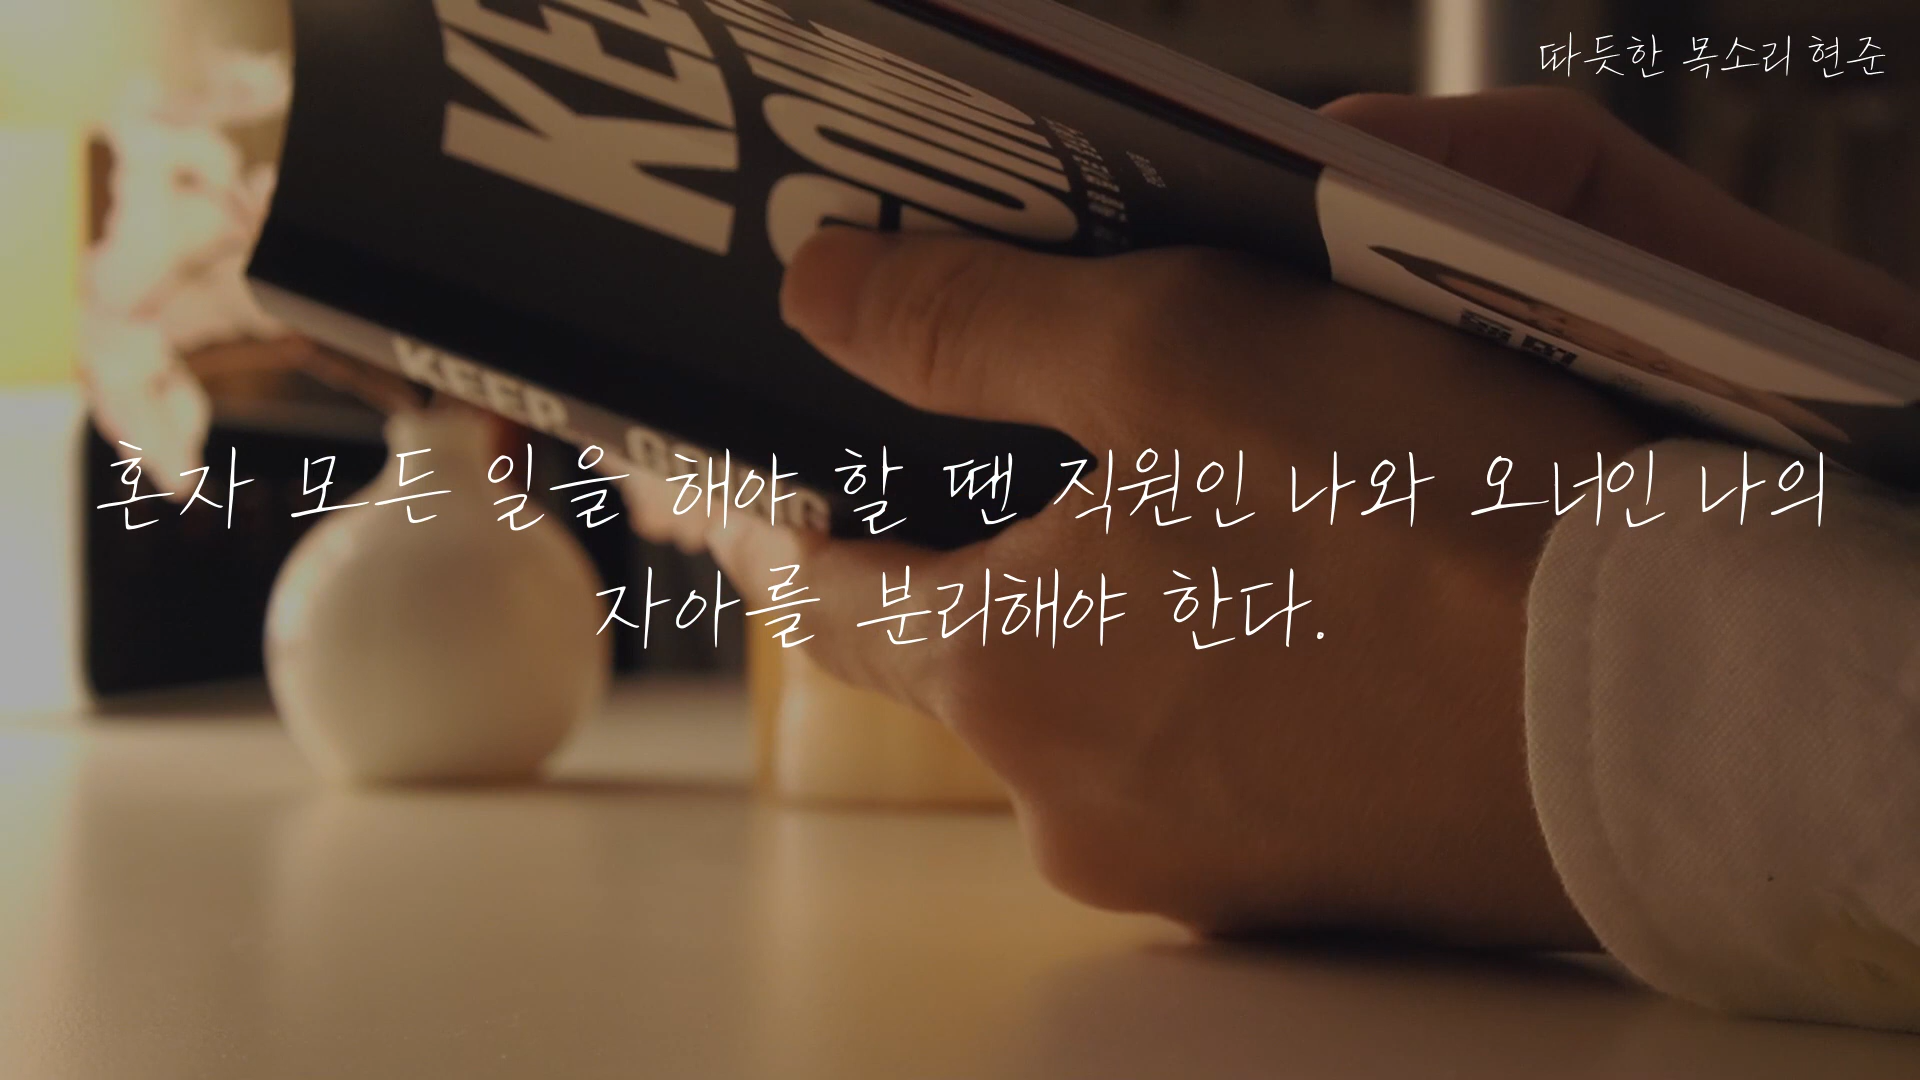 따듯한 목소리 현준
KEEP GOING
혼자 모든 일을 해야 할 땐 직원인 나와 오너인 나의
자아를 분리해야 한다.